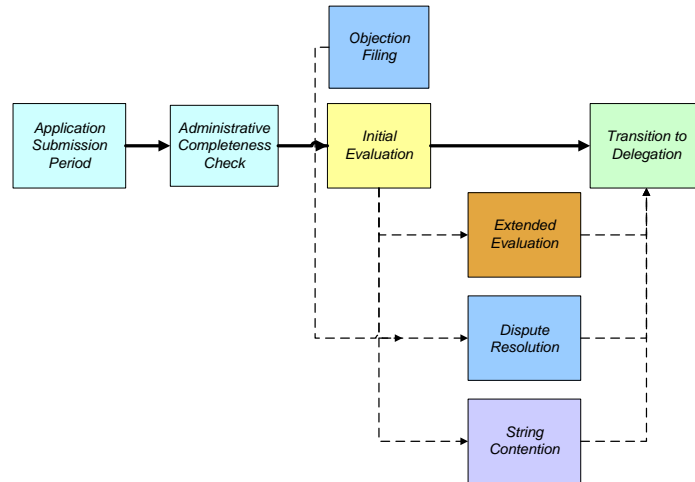 Objection
Filing
Application
Submission
Period
Administrative
Completeness
Check
Initial
Evaluation
Transition to
Delegation
Extended
Evaluation
Dispute
Resolution
String
Contention